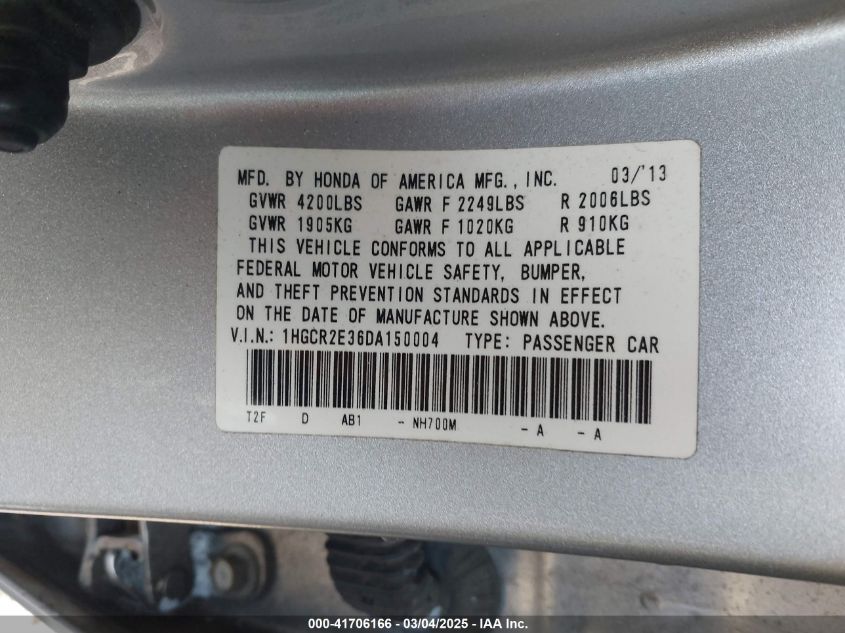 MFD. BY HONDA OF AMERICA MFG., INC. 03/'13
GVWR 4200LBS GAWR F 2249LBS R 2006LBS
GVWR 1905KG GAWR F 1020KG R 910KG
THIS VEHICLE CONFORMS TO ALL APPLICABLE
FEDERAL MOTOR VEHICLE SAFETY, BUMPER,
AND THEFT PREVENTION STANDARDS IN EFFECT
ON THE DATE OF MANUFACTURE SHOWN ABOVE.
V.I.N.: 1HGCR2E36DA150004 TYPE: PASSENGER CAR
T2F D AB1 - NH700M - A - A
000-41706166 - 03/04/2025 - IAA Inc.